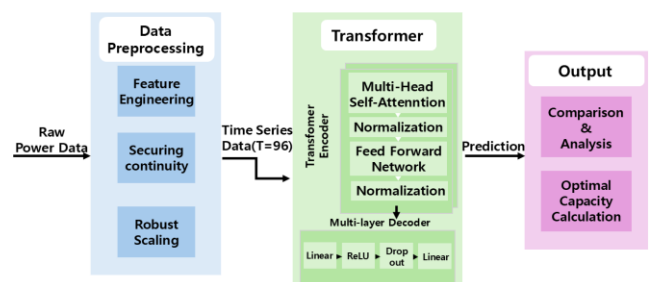 Data
Preprocessing
Feature
Engineering
Securing
continuity
Robust
Scaling
Raw
Power Data
Time Series
Data(T=96)
Transformer
Transformer
Encoder
Multi-Head
Self-Attenntion
Normalization
Feed Forward
Network
Normalization
Multi-layer Decoder
Linear
ReLU
Drop
out
Linear
Prediction
Output
Comparison
&
Analysis
Optimal
Capacity
Calculation